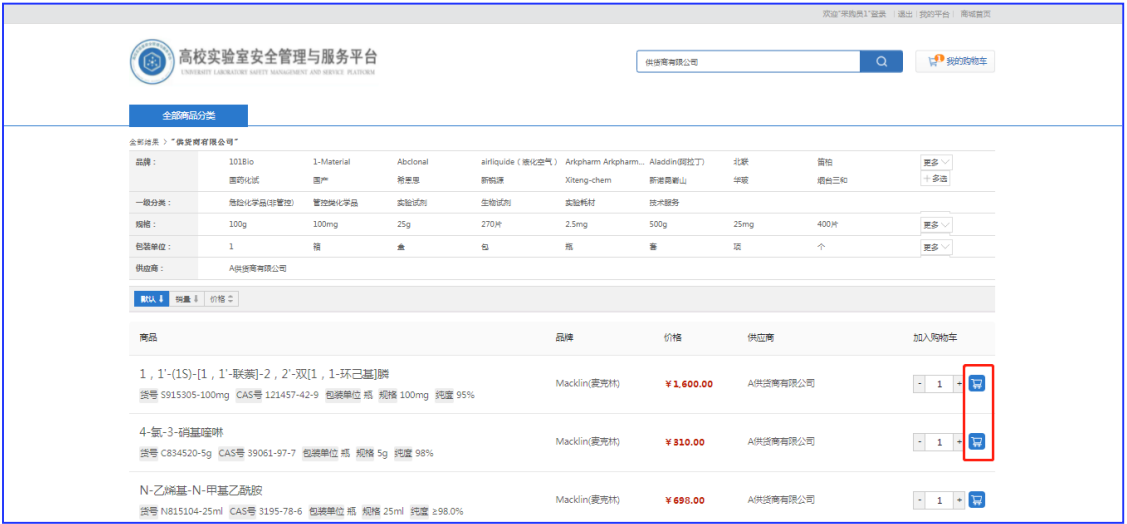 欢迎"采购员1"登录 | 退出 | 我的平台 | 商城首页
高校实验室安全管理与服务平台
UNIVERSITY LABORATORY SAFETY MANAGEMENT AND SERVICE PLATFORM
供货商有限公司
我的购物车
全部商品分类
全部结果 > "供货商有限公司"
品牌： 101Bio 1-Material Abclonal airliquide（液化空气） Arkpharm Arkpharm... Aladdin(阿拉丁) 北联 笛柏 更多
国药化试 国产 希恩思 新锐源 Xiteng-chem 新诺 华玻 烟台三和 + 多选
一级分类： 危险化学品(非管控) 管控类化学品 实验试剂 生物试剂 实验耗材 技术服务
规格： 100g 100mg 25g 270片 2.5mg 500g 25mg 400片 更多
包装单位： 1 箱 盒 包 瓶 套 项 个 更多
供应商： A供货商有限公司
默认 销量 价格
商品 品牌 价格 供应商 加入购物车
1，1'-(1S)-[1，1'-联萘]-2，2'-双[1，1-环己基]膦
货号 S915305-100mg CAS号 121457-42-9 包装单位 瓶 规格 100mg 纯度 95%
Macklin(麦克林) ￥1,600.00 A供货商有限公司 - 1 +
4-氯-3-硝基喹啉
货号 C834520-5g CAS号 39061-97-7 包装单位 瓶 规格 5g 纯度 98%
Macklin(麦克林) ￥310.00 A供货商有限公司 - 1 +
N-乙烯基-N-甲基乙酰胺
货号 N815104-25ml CAS号 3195-78-6 包装单位 瓶 规格 25ml 纯度 ≥98.0%
Macklin(麦克林) ￥698.00 A供货商有限公司 - 1 +